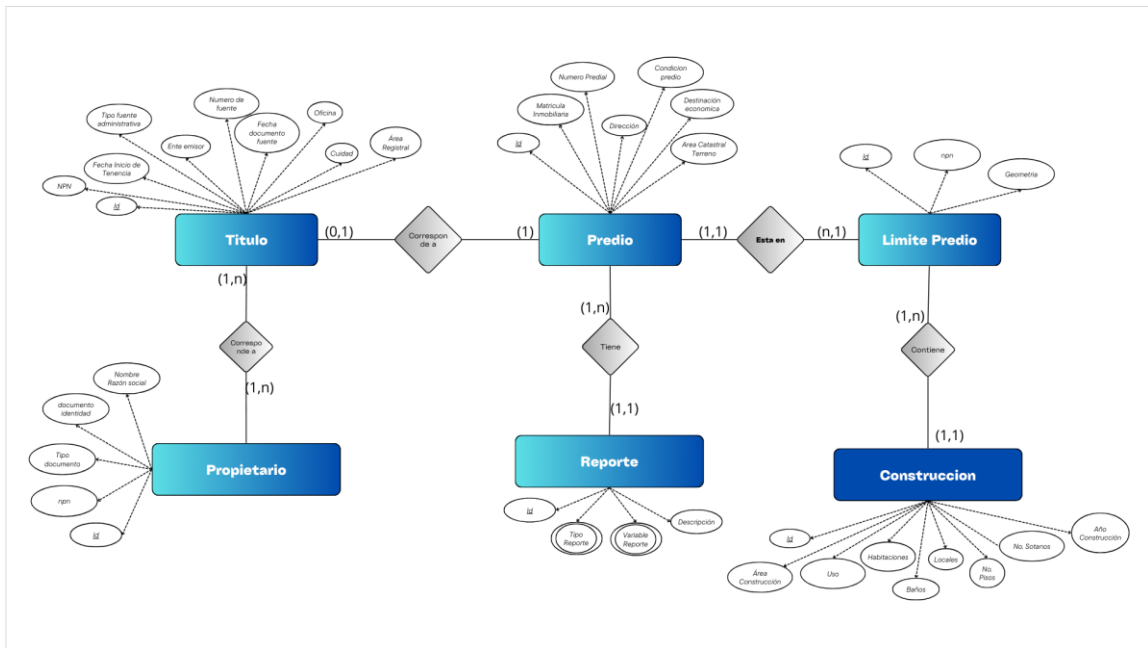 Tipo fuente
administrativa
Numero de
fuente
Oficina
Ente emisor
Fecha
documento
fuente
Cuidad
Área
Registral
Fecha Inicio de
Tenencia
NPN
Id
Titulo
(0,1)
Correspon
de a
(1)
Numero Predial
Condicion
predio
Matricula
Inmobiliaria
Dirección
Destinación
economica
Id
Area Catastral
Terreno
Predio
(1,1)
Esta en
(n,1)
Id
npn
Geometria
Limite Predio
(1,n)
Correspo
nde a
(1,n)
Nombre
Razón social
documento
identidad
Tipo
documento
npn
Id
Propietario
(1,n)
Tiene
(1,1)
Reporte
Id
Tipo
Reporte
Variable
Reporte
Descripción
(1,n)
Contiene
(1,1)
Construccion
Id
Área
Construcción
Uso
Habitaciones
Baños
Locales
No.
Pisos
No. Sotanos
Año
Construcción